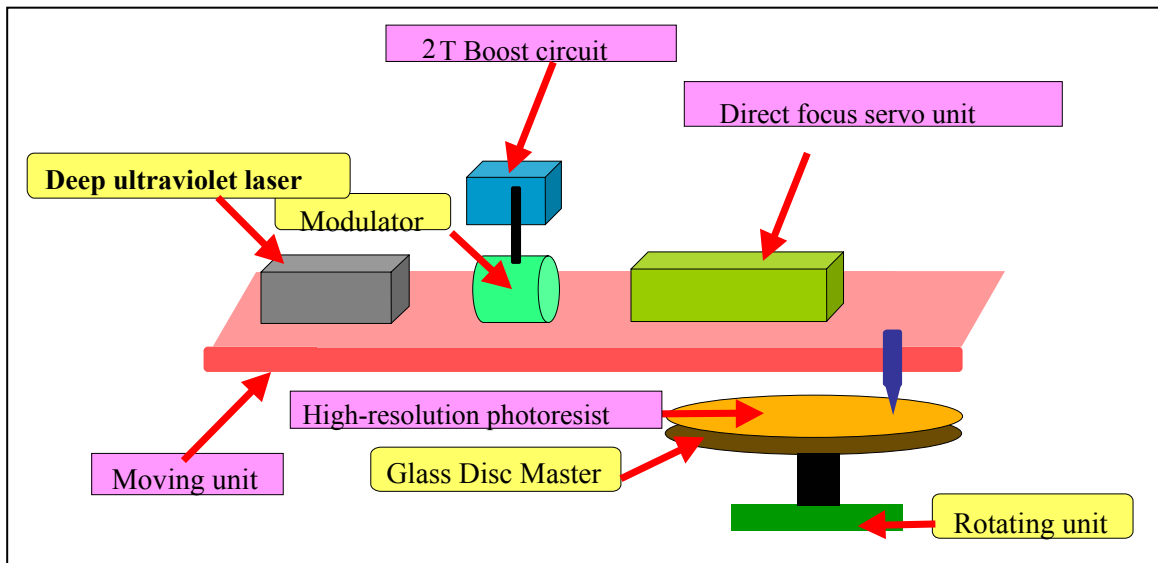 2T Boost circuit
Direct focus servo unit
Deep ultraviolet laser
Modulator
High-resolution photoresist
Moving unit
Glass Disc Master
Rotating unit